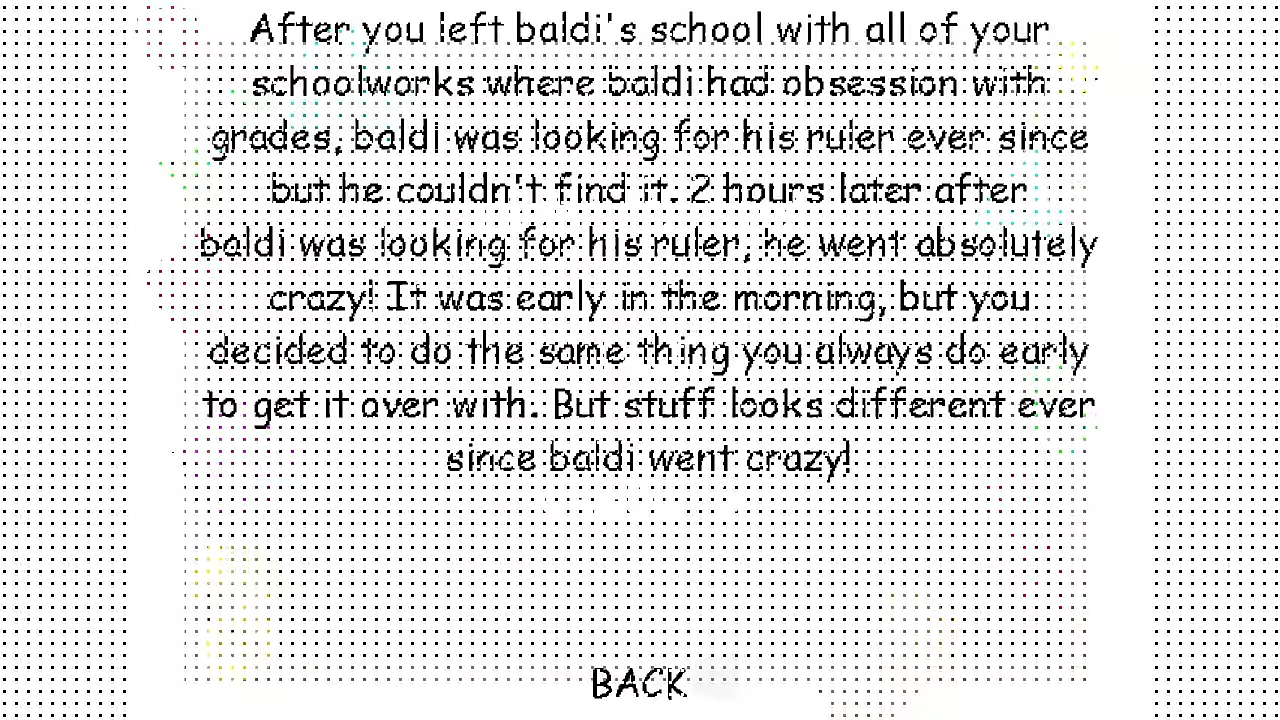 After you left baldi's school with all of your
schoolworks where baldi had obsession with
grades, baldi was looking for his ruler ever since
but he couldn't find it. 2 hours later after
baldi was looking for his ruler, he went absolutely
crazy! It was early in the morning, but you
decided to do the same thing you always do early
to get it over with. But stuff looks different ever
since baldi went crazy!
BACK